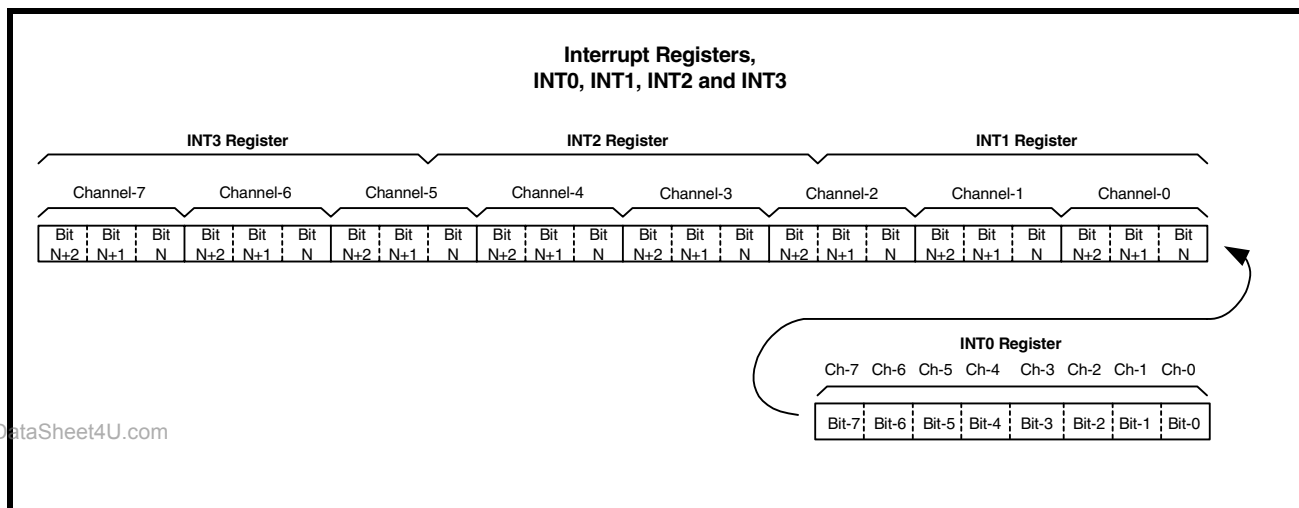 Interrupt Registers,
INT0, INT1, INT2 and INT3
INT3 Register INT2 Register INT1 Register
Channel-7 Channel-6 Channel-5 Channel-4 Channel-3 Channel-2 Channel-1 Channel-0
Bit Bit Bit Bit Bit Bit Bit Bit Bit Bit Bit Bit Bit Bit Bit Bit Bit Bit Bit Bit Bit Bit Bit Bit
N+2 N+1 N N+2 N+1 N N+2 N+1 N N+2 N+1 N N+2 N+1 N N+2 N+1 N N+2 N+1 N N+2 N+1 N
INT0 Register
Ch-7 Ch-6 Ch-5 Ch-4 Ch-3 Ch-2 Ch-1 Ch-0
Bit-7 Bit-6 Bit-5 Bit-4 Bit-3 Bit-2 Bit-1 Bit-0
DataSheet4U.com